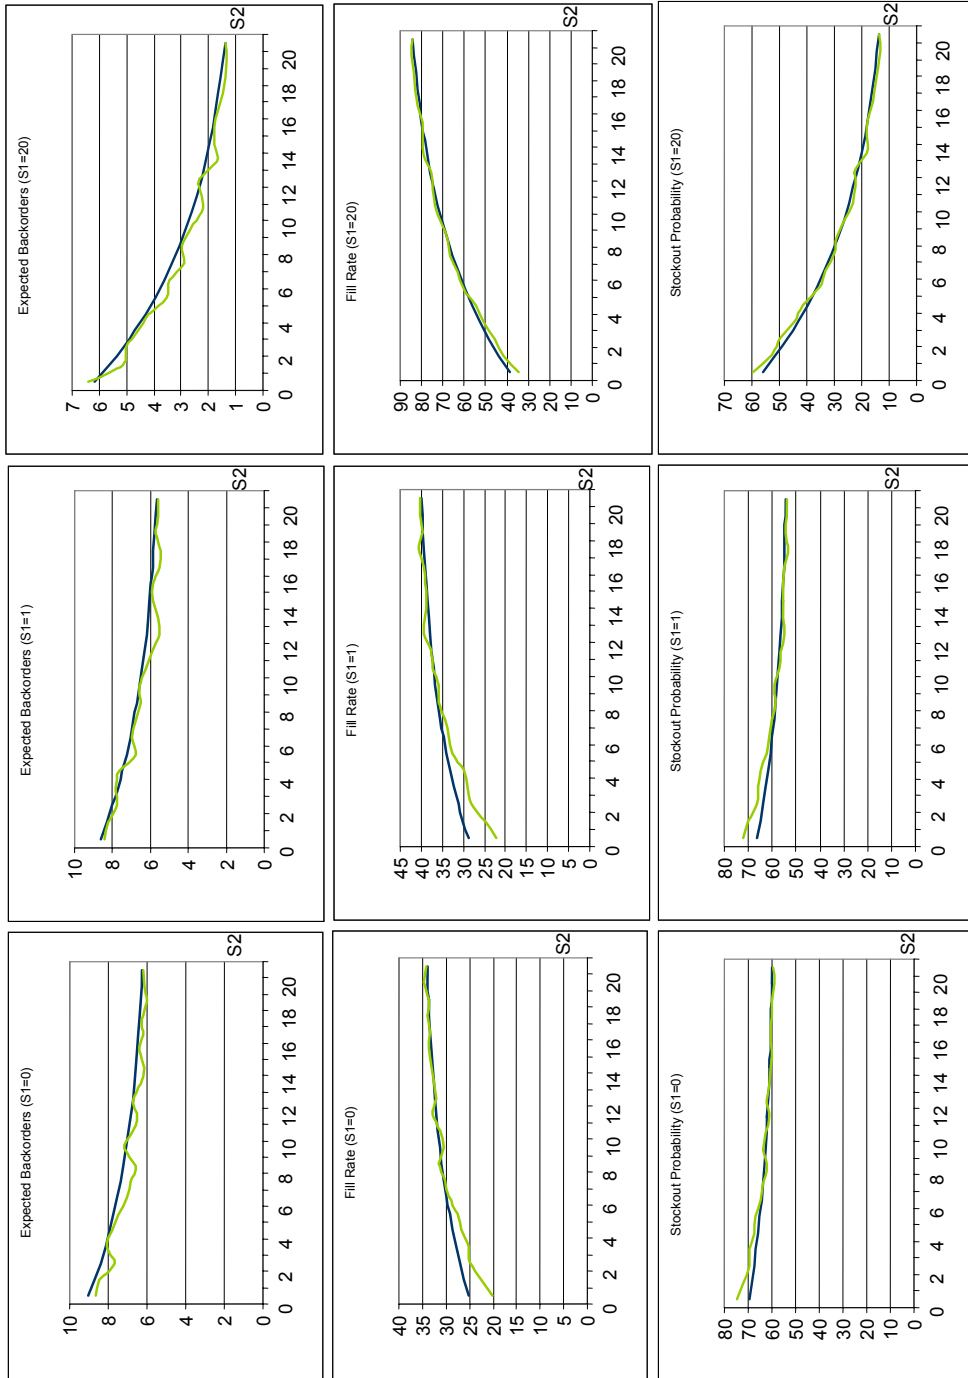 Expected Backorders (S1=0)
10
8
6
4
2
0
S2
0 2 4 6 8 10 12 14 16 18 20
Expected Backorders (S1=1)
10
8
6
4
2
0
S2
0 2 4 6 8 10 12 14 16 18 20
Expected Backorders (S1=20)
7
6
5
4
3
2
1
0
S2
0 2 4 6 8 10 12 14 16 18 20
Fill Rate (S1=0)
40
35
30
25
20
15
10
5
0
S2
0 2 4 6 8 10 12 14 16 18 20
Fill Rate (S1=1)
45
40
35
30
25
20
15
10
5
0
S2
0 2 4 6 8 10 12 14 16 18 20
Fill Rate (S1=20)
90
80
70
60
50
40
30
20
10
0
S2
0 2 4 6 8 10 12 14 16 18 20
Stockout Probability (S1=0)
80
70
60
50
40
30
20
10
0
S2
0 2 4 6 8 10 12 14 16 18 20
Stockout Probability (S1=1)
80
70
60
50
40
30
20
10
0
S2
0 2 4 6 8 10 12 14 16 18 20
Stockout Probability (S1=20)
70
60
50
40
30
20
10
0
S2
0 2 4 6 8 10 12 14 16 18 20